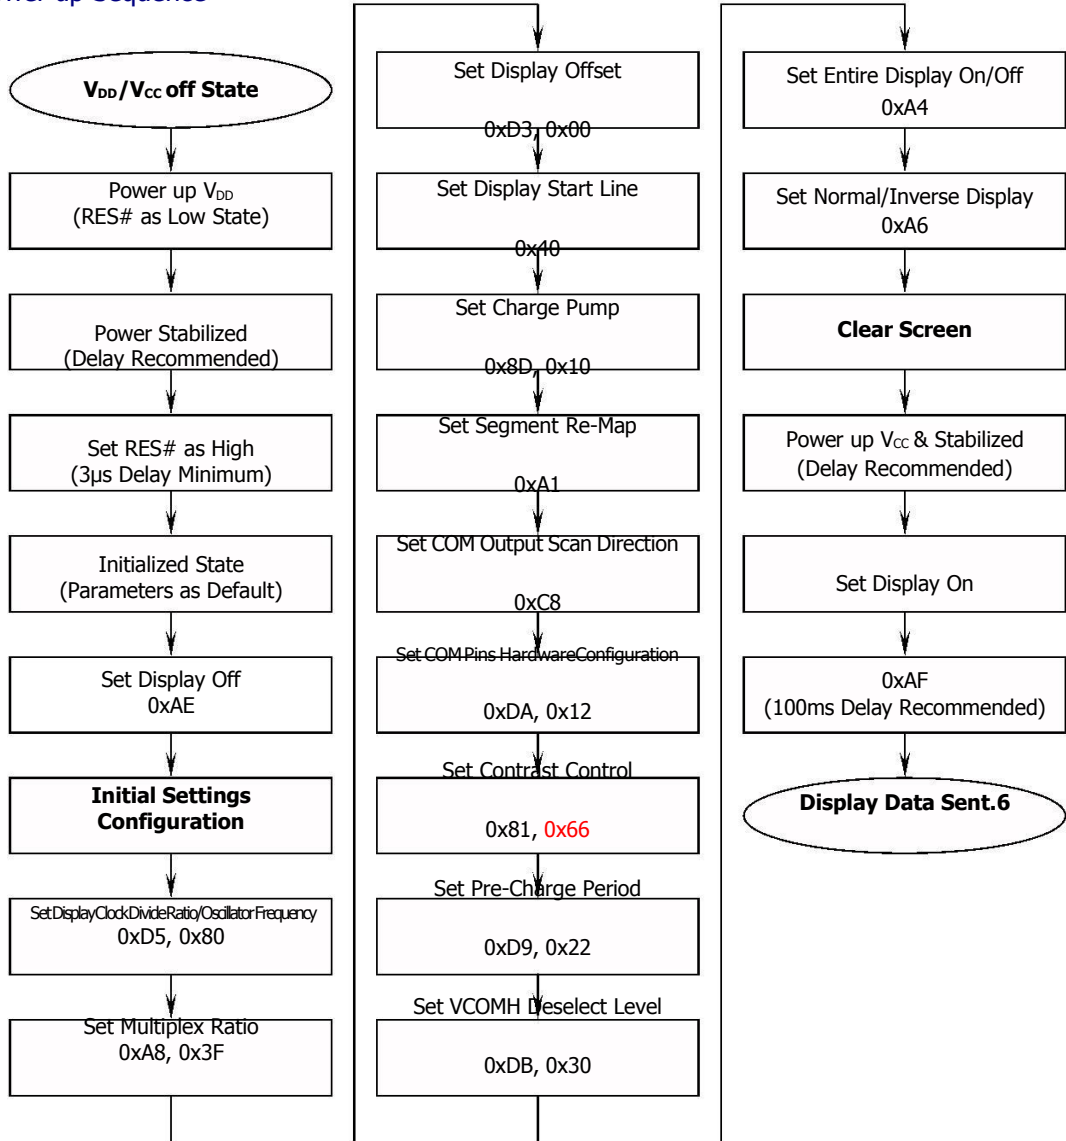 wer up Sequence
VDD/VCC off State
Power up VDD
(RES# as Low State)
Power Stabilized
(Delay Recommended)
Set RES# as High
(3µs Delay Minimum)
Initialized State
(Parameters as Default)
Set Display Off
0xAE
Initial Settings
Configuration
Set Display Clock Divide Ratio/Oscillator Frequency
0xD5, 0x80
Set Multiplex Ratio
0xA8, 0x3F
Set Display Offset
0xD3, 0x00
Set Display Start Line
0x40
Set Charge Pump
0x8D, 0x10
Set Segment Re-Map
0xA1
Set COM Output Scan Direction
0xC8
Set COM Pins Hardware Configuration
0xDA, 0x12
Set Contrast Control
0x81, 0x66
Set Pre-Charge Period
0xD9, 0x22
Set VCOMH Deselect Level
0xDB, 0x30
Set Entire Display On/Off
0xA4
Set Normal/Inverse Display
0xA6
Clear Screen
Power up VCC & Stabilized
(Delay Recommended)
Set Display On
0xAF
(100ms Delay Recommended)
Display Data Sent.6